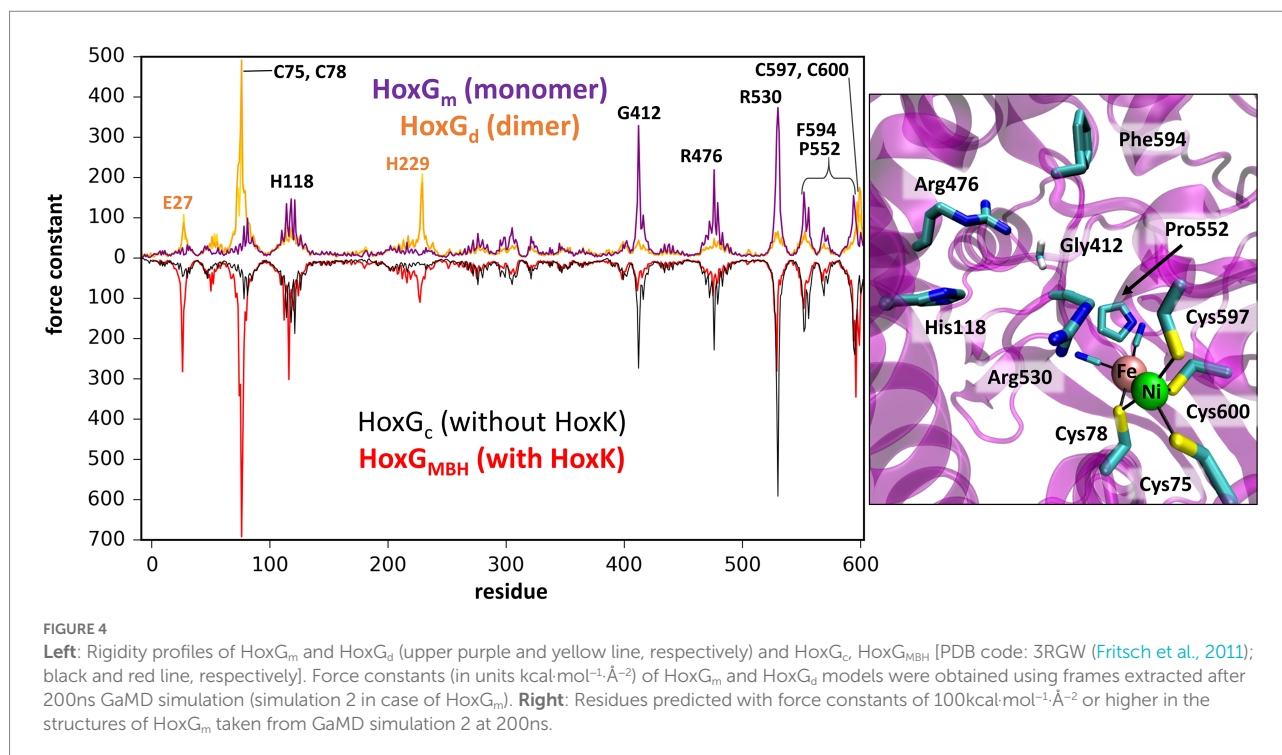 500
400
300
200
100
0
100
200
300
400
500
600
700
force constant
0
100
200
300
400
500
600
residue
C75, C78
HoxGm (monomer)
HoxGd (dimer)
E27
H118
H229
G412
R476
R530
C597, C600
F594
P552
HoxGc (without HoxK)
HoxGMBH (with HoxK)
Phe594
Arg476
Gly412
Pro552
His118
Cys597
Arg530
Fe
Ni
Cys600
Cys78
Cys75
FIGURE 4
Left: Rigidity profiles of HoxGm and HoxGd (upper purple and yellow line, respectively) and HoxGc, HoxGMBH [PDB code: 3RGW (Fritsch et al., 2011);
black and red line, respectively]. Force constants (in units kcal·mol⁻¹·Å⁻²) of HoxGm and HoxGd models were obtained using frames extracted after
200ns GaMD simulation (simulation 2 in case of HoxGm). Right: Residues predicted with force constants of 100kcal·mol⁻¹·Å⁻² or higher in the
structures of HoxGm taken from GaMD simulation 2 at 200ns.